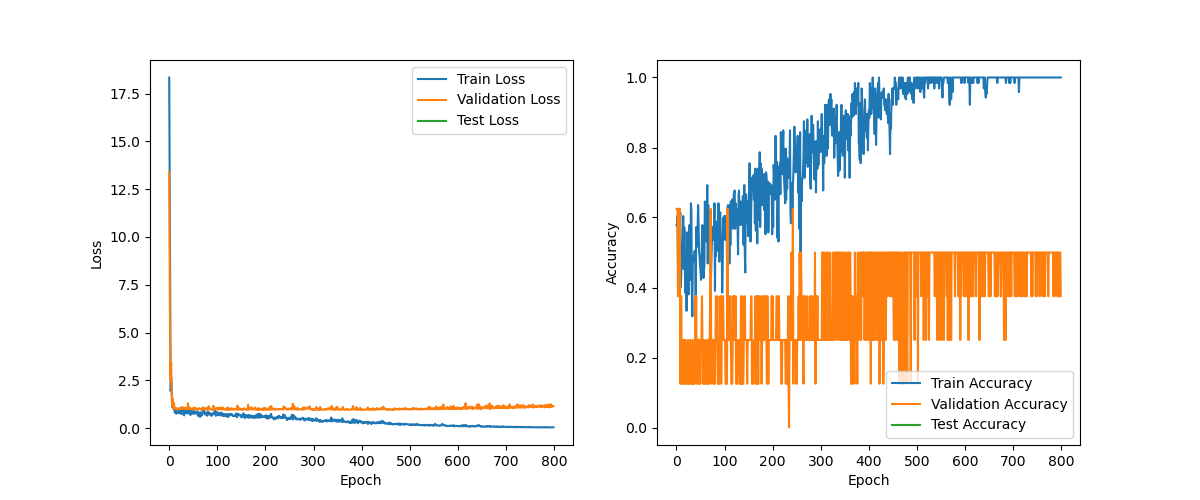 Train Loss
Validation Loss
Test Loss
17.5
15.0
12.5
10.0
7.5
5.0
2.5
0.0
Loss
0 100 200 300 400 500 600 700 800
Epoch
1.0
0.8
0.6
0.4
0.2
0.0
Accuracy
Train Accuracy
Validation Accuracy
Test Accuracy
0 100 200 300 400 500 600 700 800
Epoch